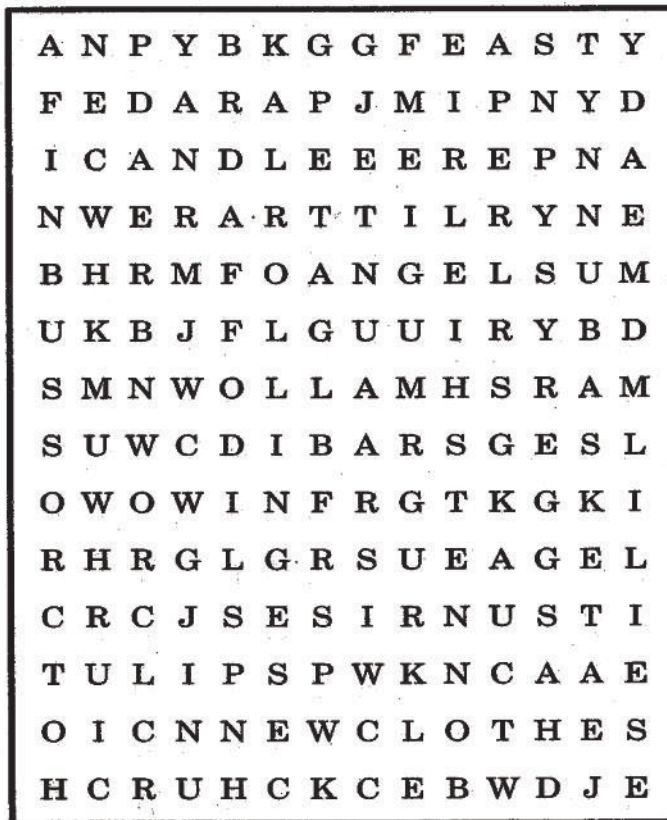 A N P Y B K G G F E A S T Y
F E D A R A P J M I P N Y D
I C A N D L E E E R E P N A
N W E R A R T T I L R Y N E
B H R M F O A N G E L S U M
U K B J F L G U U I R Y B D
S M N W O L L A M H S R A M
S U W C D I B A R S G E S L
O W O W I N F R G T K G K I
R H R G L G R S U E A G E L
C R C J S E S I R N U S T I
T U L I P S P W K N C A A E
O I C N N E W C L O T H E S
H C R U H C K C E B W D J E